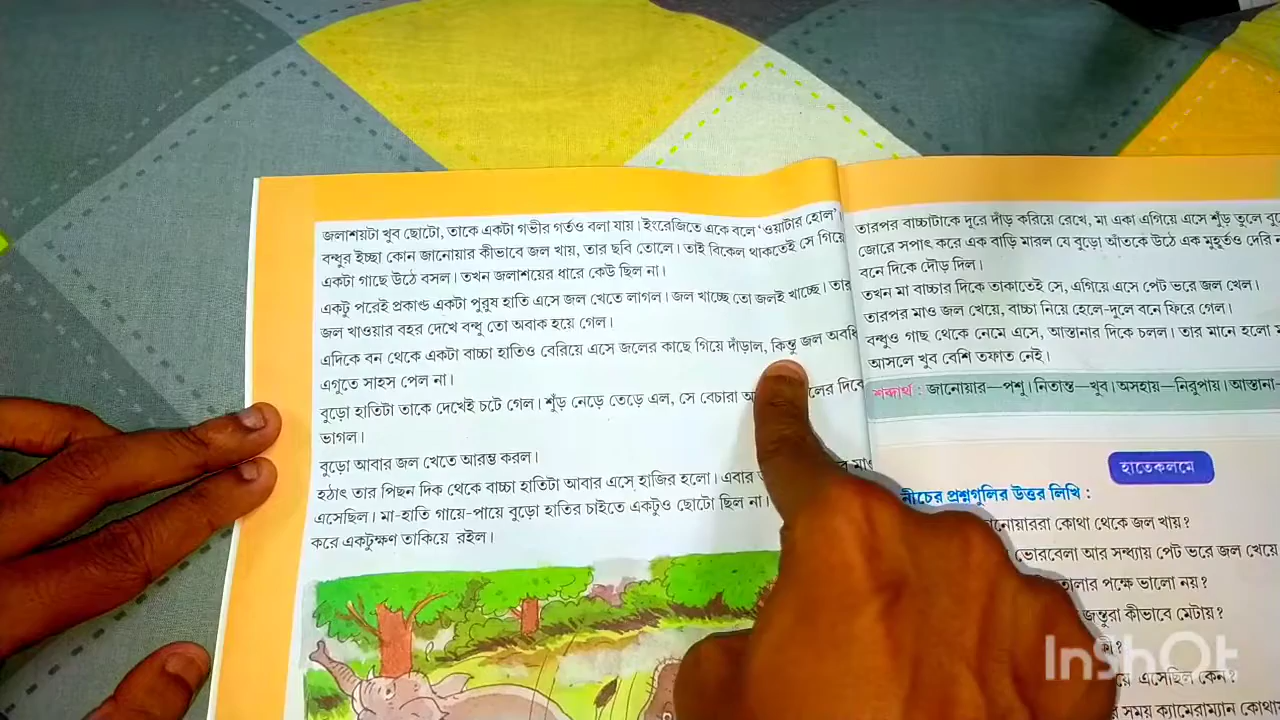 জলাশয়টা খুব ছোটো, তাকে একটা গভীর গর্তও বলা যায়। ইংরেজিতে একে বলে 'ওয়াটার হোল'।
বন্ধুর ইচ্ছা কোন জানোয়ার কীভাবে জল খায়, তার ছবি তোলে। তাই বিকেল থাকতেই সে গিয়ে
একটা গাছে উঠে বসল। তখন জলাশয়ের ধারে কেউ ছিল না।
একটু পরেই প্রকাণ্ড একটা পুরুষ হাতি এসে জল খেতে লাগল। জল খাচ্ছে তো জলই খাচ্ছে। তার
জল খাওয়ার বহর দেখে বন্ধু তো অবাক হয়ে গেল।
এদিকে বন থেকে একটা বাচ্চা হাতিও বেরিয়ে এসে জলের কাছে গিয়ে দাঁড়াল, কিন্তু জল অবধি
এগুতে সাহস পেল না।
বুড়ো হাতিটা তাকে দেখেই চটে গেল। শুঁড় নেড়ে তেড়ে এল, সে বেচারা দিকে
ভাগল।
বুড়ো আবার জল খেতে আরম্ভ করল।
হঠাৎ তার পিছন দিক থেকে বাচ্চা হাতিটা আবার এসে হাজির হলো। এবার
এসেছিল। মা-হাতি গায়ে-পায়ে বুড়ো হাতির চাইতে একটুও ছোটো ছিল না।
করে একটুক্ষণ তাকিয়ে রইল।
তারপর বাচ্চাটাকে দূরে দাঁড় করিয়ে রেখে, মা একা এগিয়ে এসে শুঁড় তুলে
জোরে সপাৎ করে এক বাড়ি মারল যে বুড়ো আঁতকে উঠে এক মুহূর্তও দেরি
বনে দিকে দৌড় দিল।
তখন মা বাচ্চার দিকে তাকাতেই সে, এগিয়ে এসে পেট ভরে জল খেল।
তারপর মাও জল খেয়ে, বাচ্চা নিয়ে হেলে-দুলে বনে ফিরে গেল।
বন্ধুও গাছ থেকে নেমে এসে, আস্তানার দিকে চলল। তার মানে হলো
আসলে খুব বেশি তফাত নেই।
শব্দার্থ : জানোয়ার—পশু। নিতান্ত—খুব। অসহায়—নিরুপায়। আস্তানা—
হাতেকলমে
নীচের প্রশ্নগুলির উত্তর লিখি :
কোথা থেকে জল খায়?
ভোরবেলা আর সন্ধ্যায় পেট ভরে জল খেয়ে
পক্ষে ভালো নয়?
জন্তুরা কীভাবে মেটায়?
এসেছিল কেন?
সময় ক্যামেরাম্যান
InShOt